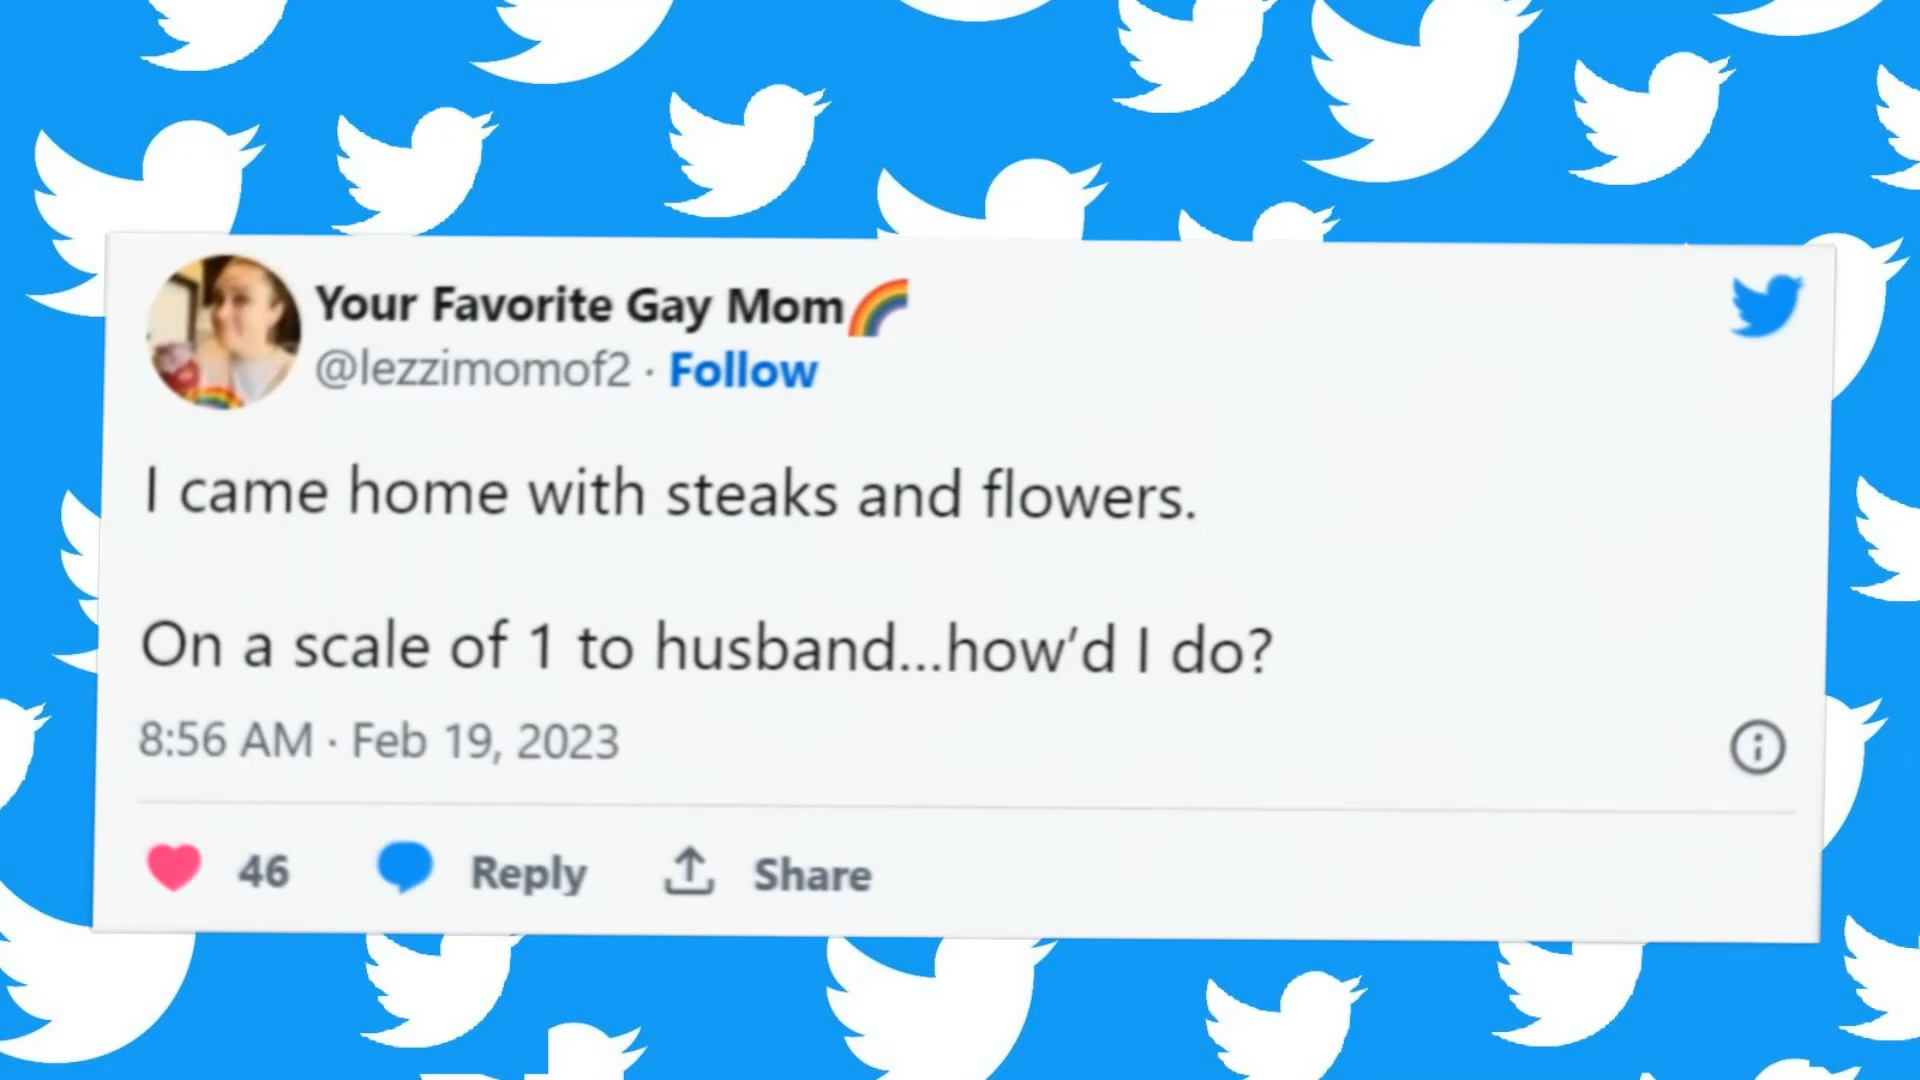 Your Favorite Gay Mom🌈
@lezzimomof2 · Follow
I came home with steaks and flowers.
On a scale of 1 to husband...how'd I do?
8:56 AM · Feb 19, 2023
46 Reply Share